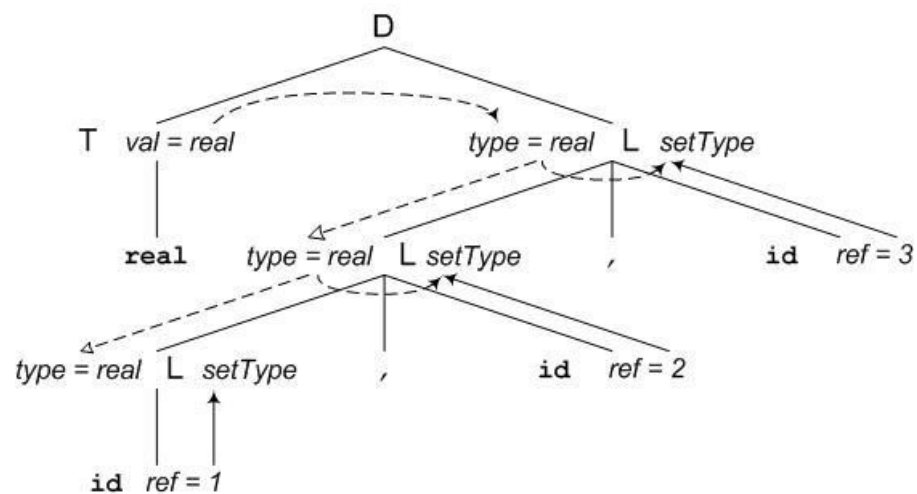 D
T val = real type = real L setType
real type = real L setType , id ref = 3
type = real L setType , id ref = 2
id ref = 1